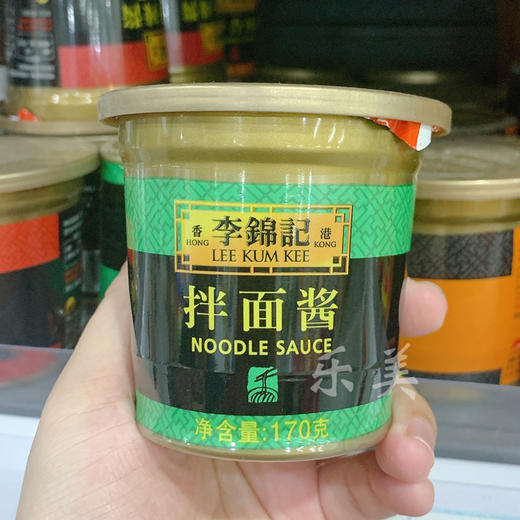 香 李錦記 港
HONG LEE KUM KEE KONG
拌面酱
NOODLE SAUCE
乐美
净含量:170克